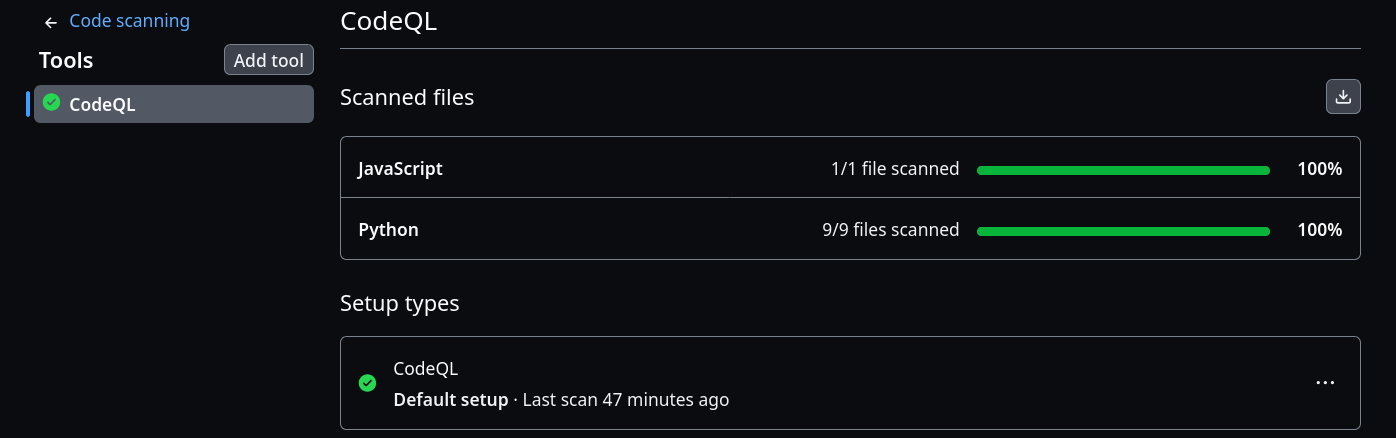 Code scanning
Tools
Add tool
CodeQL
CodeQL
Scanned files
JavaScript 1/1 file scanned 100%
Python 9/9 files scanned 100%
Setup types
CodeQL
Default setup · Last scan 47 minutes ago